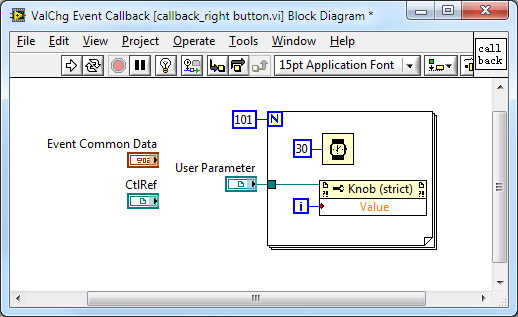 ValChg Event Callback [callback_right button.vi] Block Diagram *
File Edit View Project Operate Tools Window Help
call
back
15pt Application Font
101 N
Event Common Data
30
User Parameter
CtlRef
Knob (strict)
i
Value